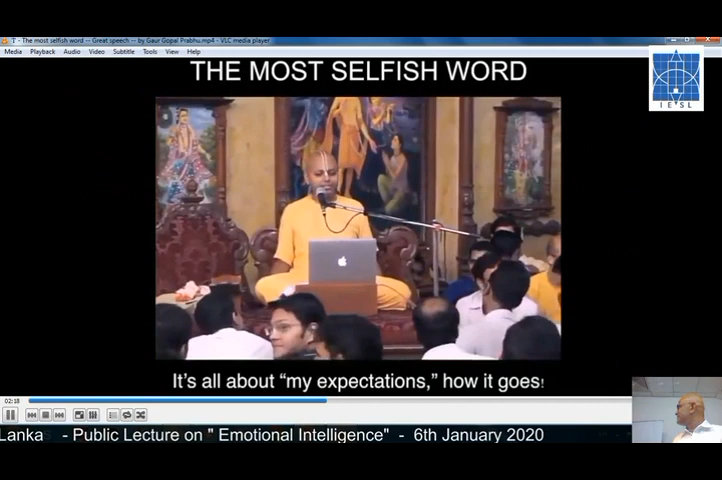 T - The most selfish word -- Great speech -- by Gaur Gopal Prabhu.mp4 - VLC media player
Media Playback Audio Video Subtitle Tools View Help
THE MOST SELFISH WORD
IESL
It's all about "my expectations," how it goes!
02:18
Lanka - Public Lecture on " Emotional Intelligence" - 6th January 2020